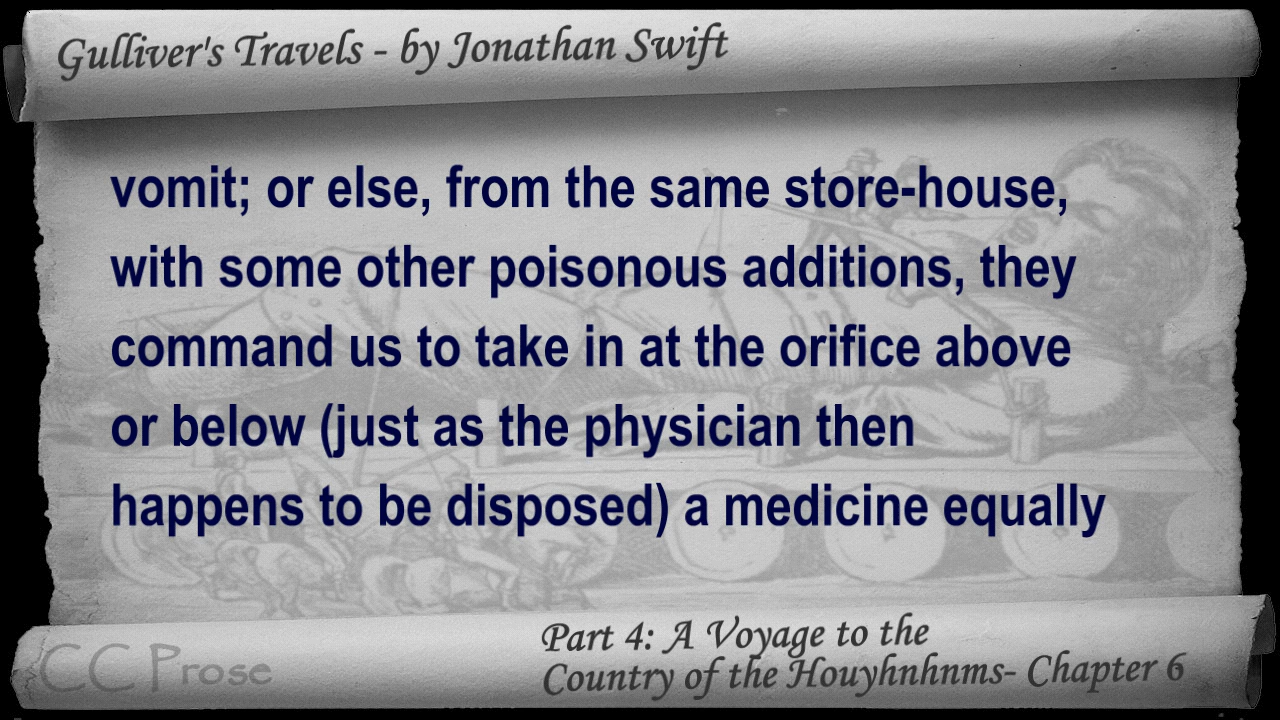 Gulliver's Travels - by Jonathan Swift
vomit; or else, from the same store-house,
with some other poisonous additions, they
command us to take in at the orifice above
or below (just as the physician then
happens to be disposed) a medicine equally
CC Prose
Part 4: A Voyage to the
Country of the Houyhnhnms- Chapter 6